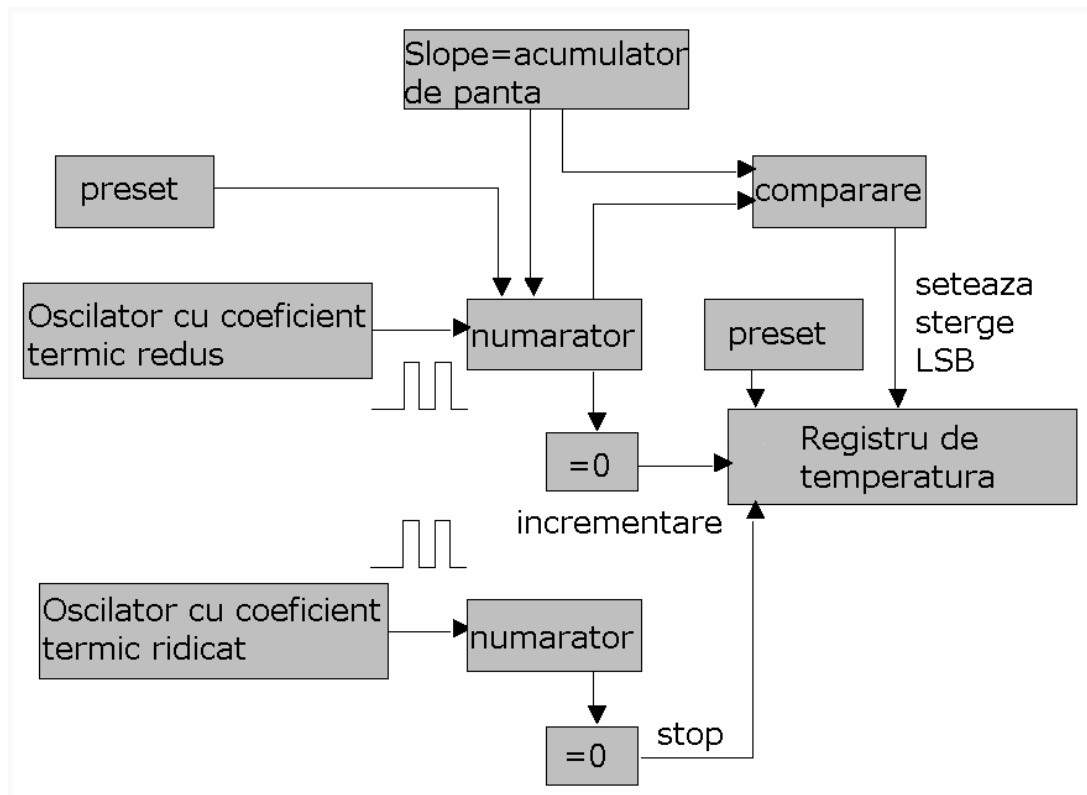 Slope=acumulator
de panta
preset
comparare
Oscilator cu coeficient
termic redus
numarator
preset
seteaza
sterge
LSB
=0
Registru de
temperatura
incrementare
Oscilator cu coeficient
termic ridicat
numarator
=0
stop